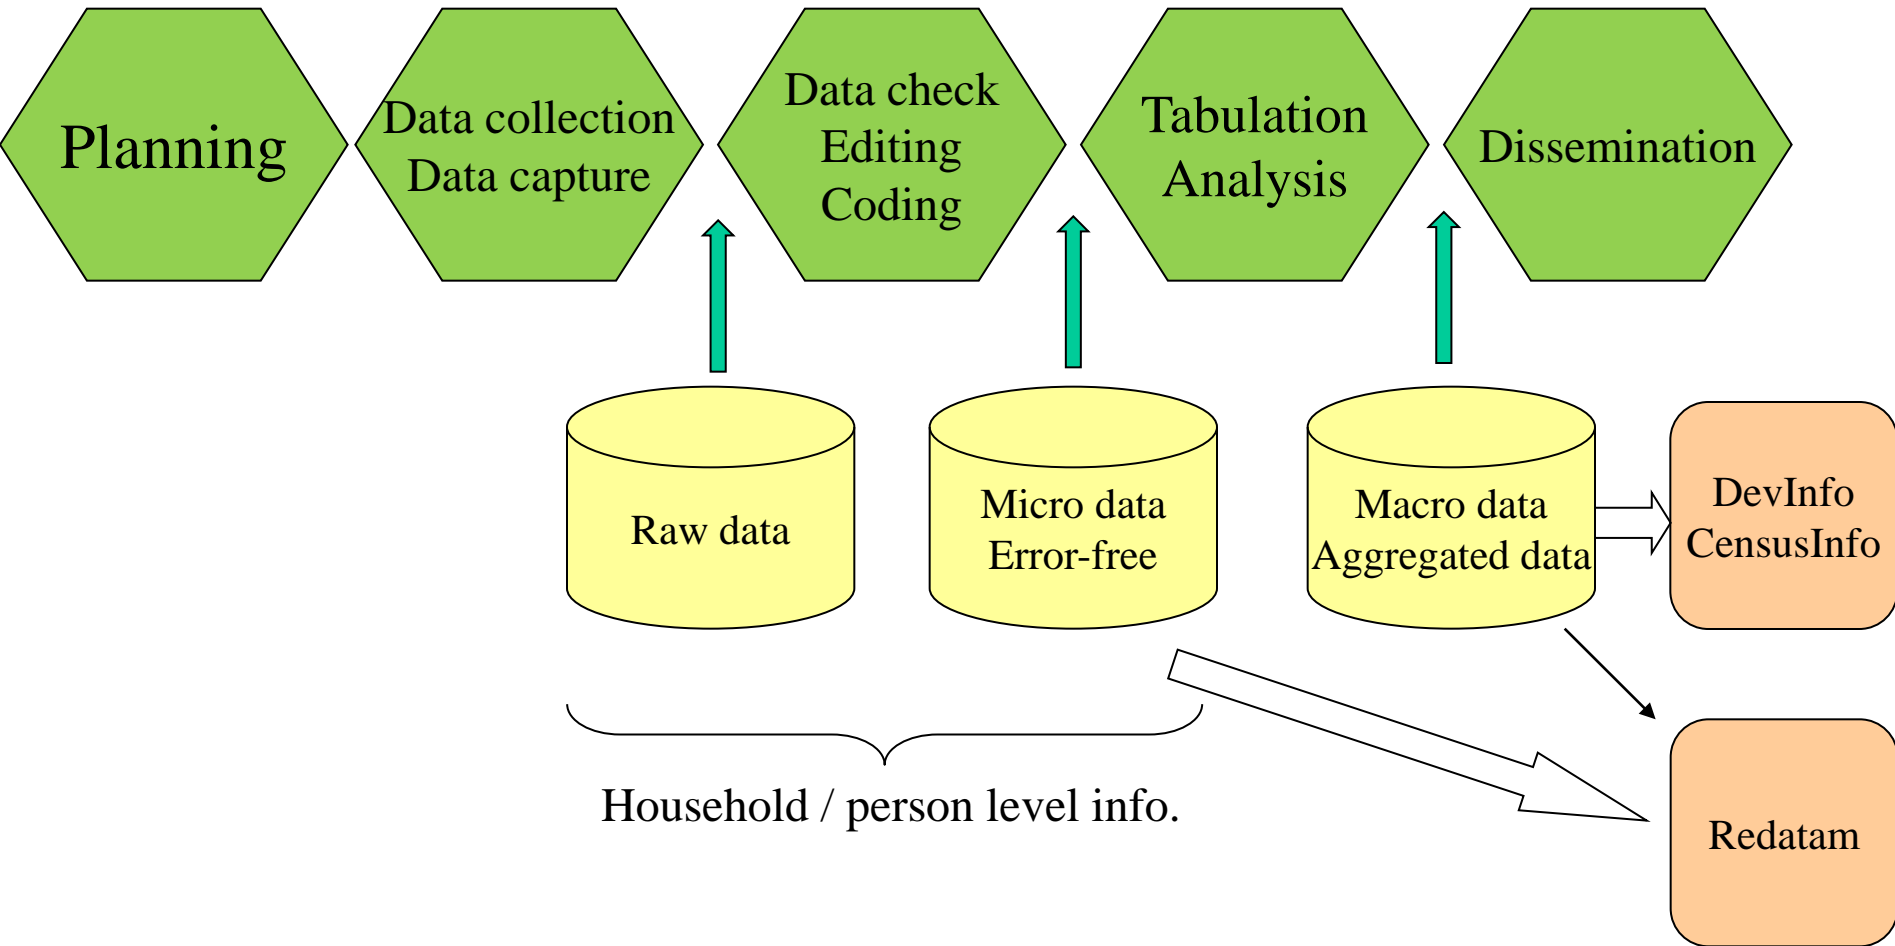 Planning
Data collection
Data capture
Data check
Editing
Coding
Tabulation
Analysis
Dissemination
Raw data
Micro data
Error-free
Macro data
Aggregated data
DevInfo
CensusInfo
Household / person level info.
Redatam